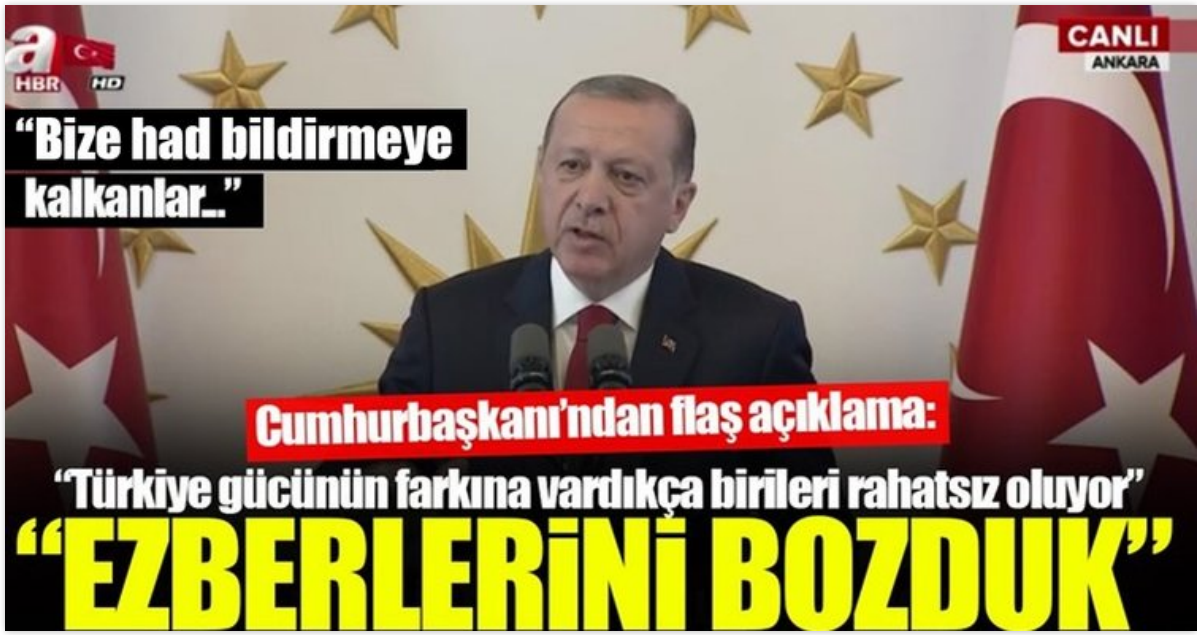 a
HBR HD
CANLI
ANKARA
“Bize had bildirmeye
kalkanlar...”
Cumhurbaşkanı’ndan flaş açıklama:
“Türkiye gücünün farkına vardıkça birileri rahatsız oluyor”
“EZBERLERİNİ BOZDUK”